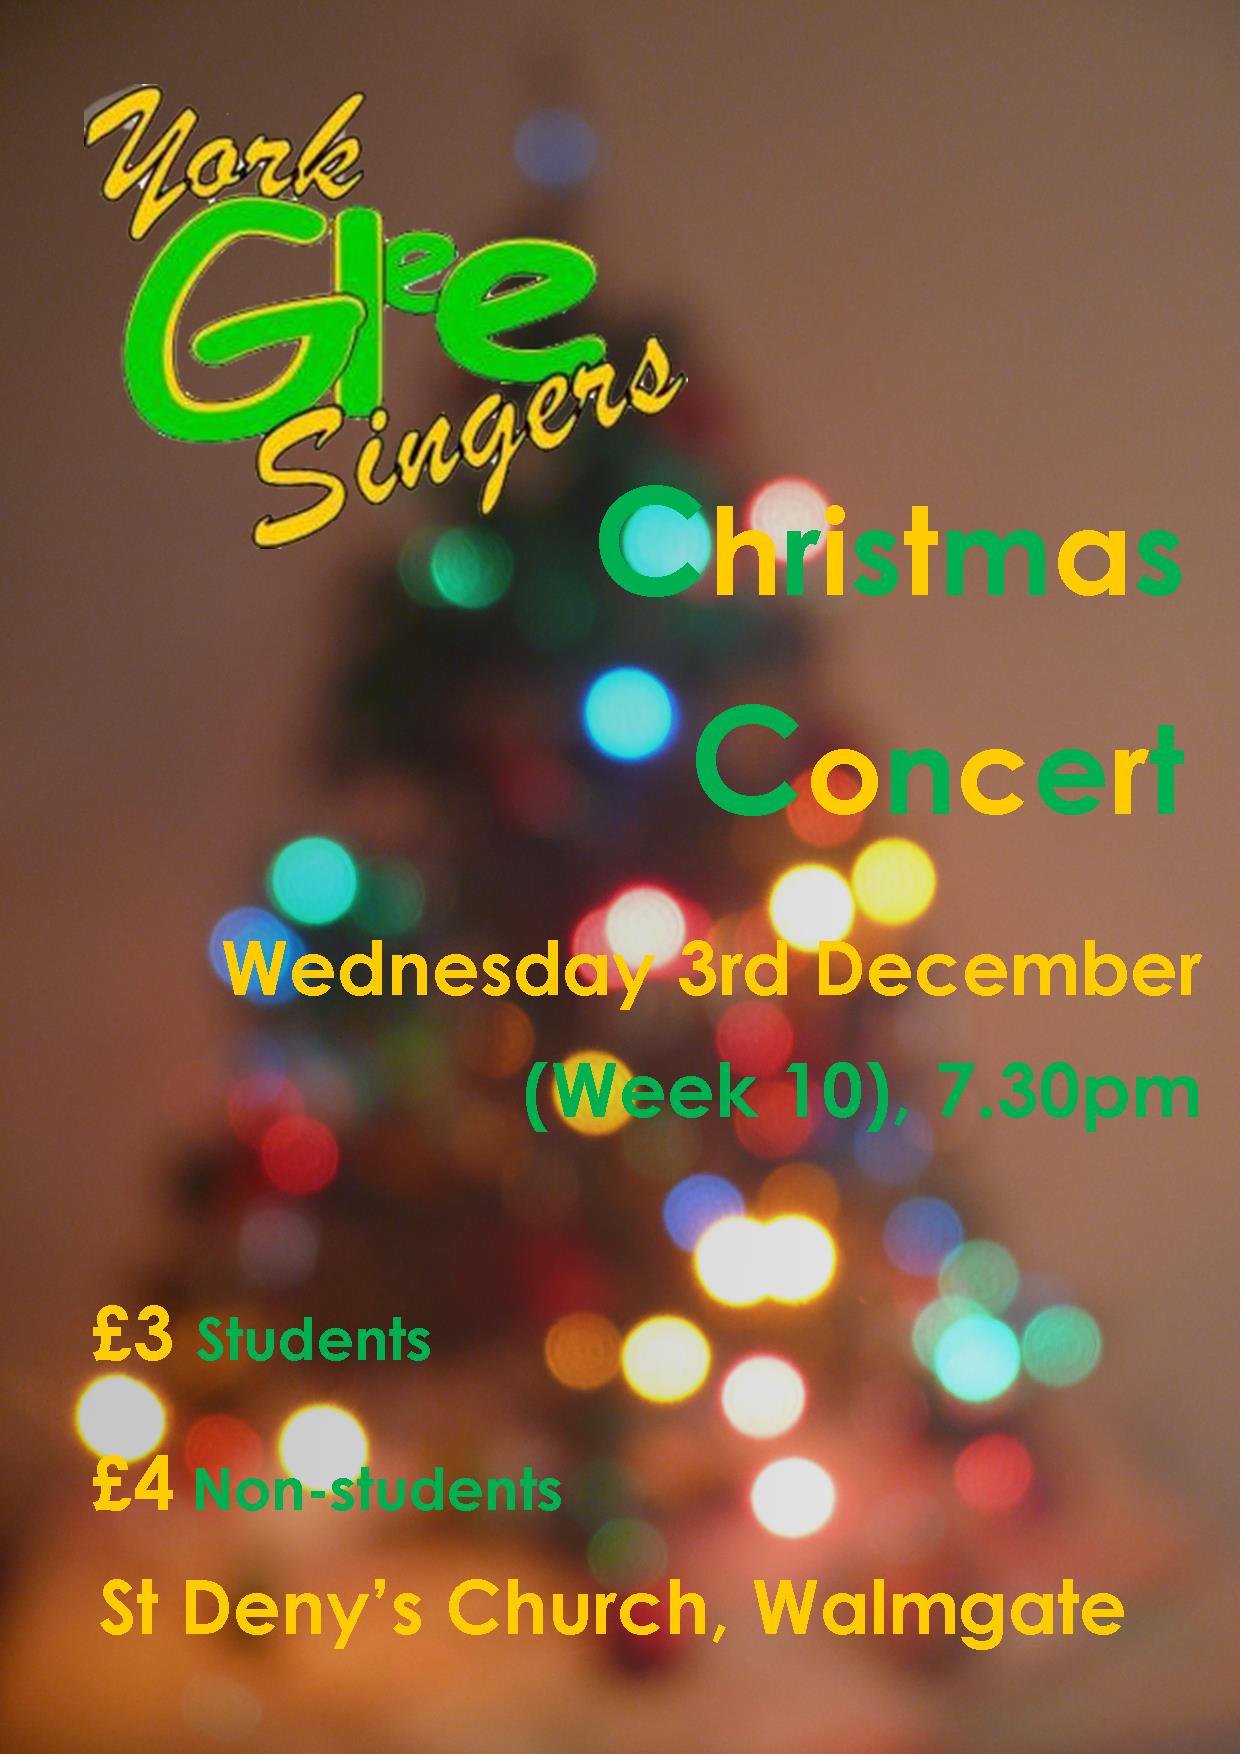 York
Glee
Singers
Christmas
Concert
Wednesday 3rd December
(Week 10), 7.30pm
£3 Students
£4 Non-students
St Deny’s Church, Walmgate